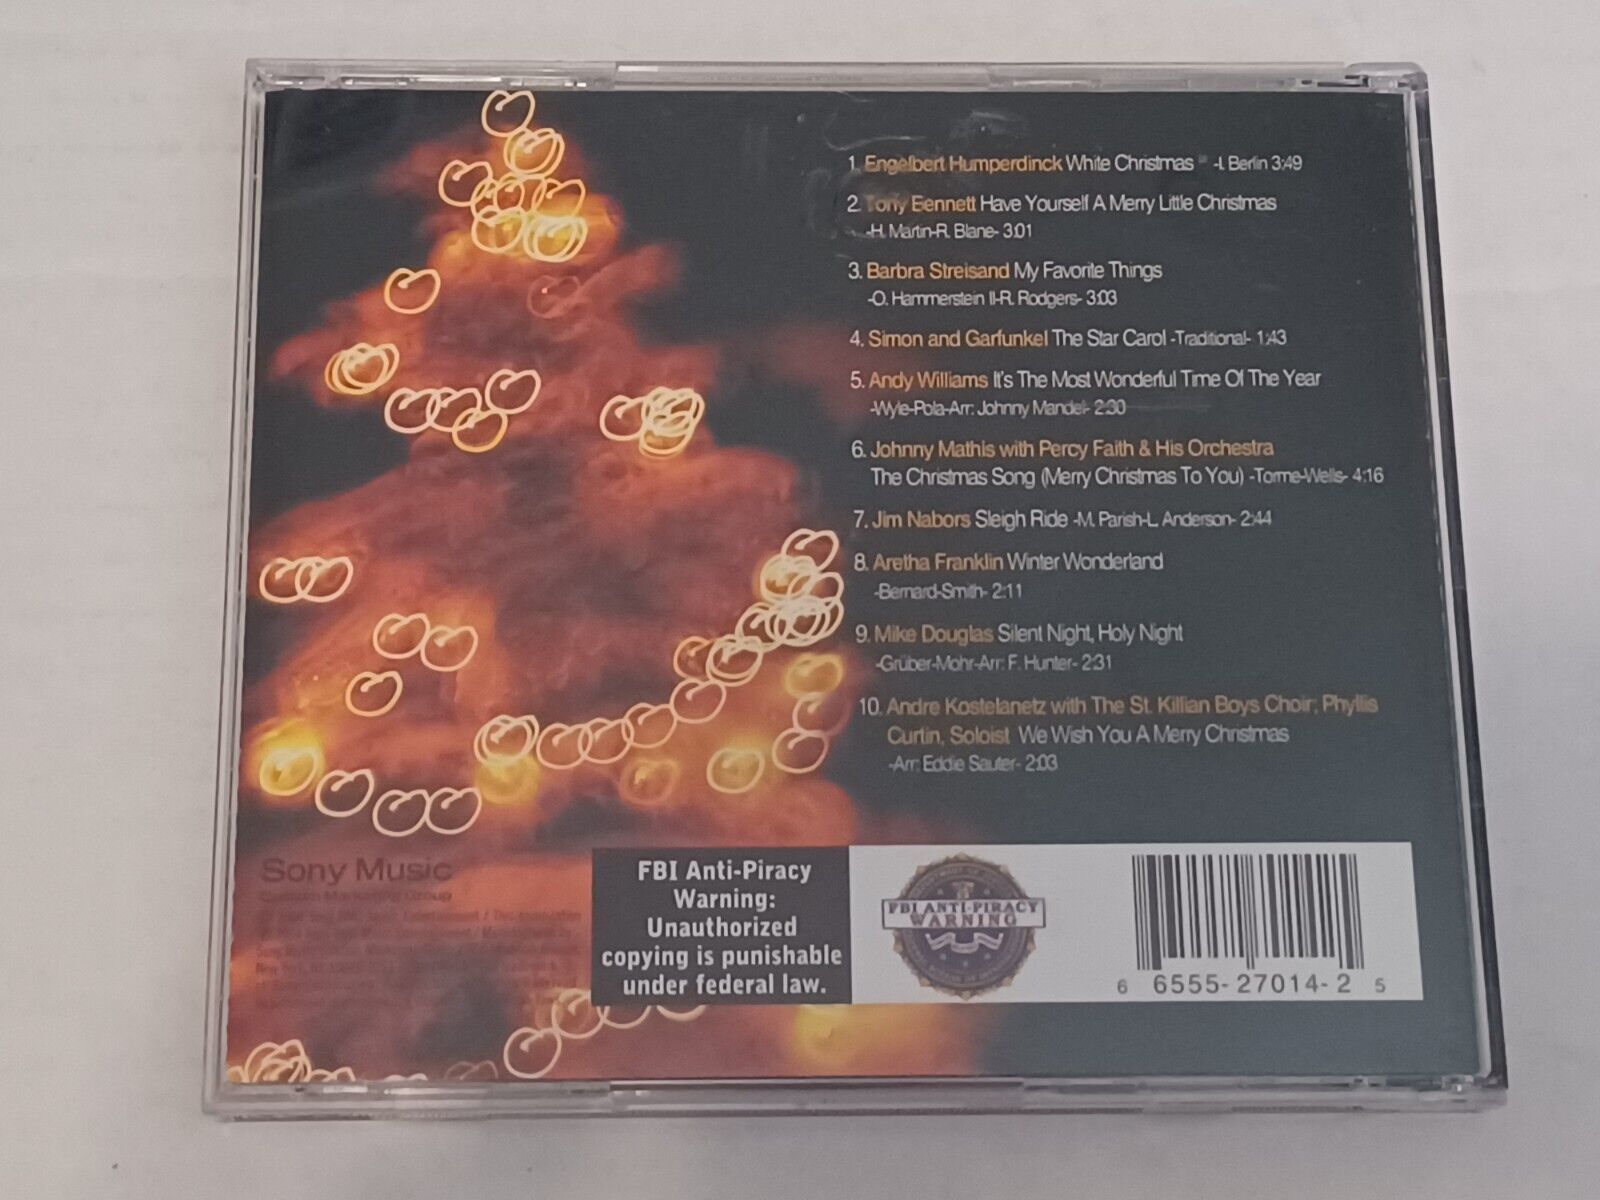 1. Engelbert Humperdinck White Christmas -I. Berlin 3:49
2. Tony Bennett Have Yourself A Merry Little Christmas
-H. Martin-R. Blane- 3:01
3. Barbra Streisand My Favorite Things
-O. Hammerstein II-R. Rodgers- 3:03
4. Simon and Garfunkel The Star Carol -Traditional- 1:43
5. Andy Williams It's The Most Wonderful Time Of The Year
-Wyle-Pola-Arr: Johnny Mandel- 2:30
6. Johnny Mathis with Percy Faith & His Orchestra
The Christmas Song (Merry Christmas To You) -Torme-Wells- 4:16
7. Jim Nabors Sleigh Ride -M. Parish-L. Anderson- 2:44
8. Aretha Franklin Winter Wonderland
-Bernard-Smith- 2:11
9. Mike Douglas Silent Night, Holy Night
-Grüber-Mohr-Arr: F. Hunter- 2:31
10. Andre Kostelanetz with The St. Killian Boys Choir; Phyllis
Curtin, Soloist We Wish You A Merry Christmas
-Arr: Eddie Sauter- 2:03
Sony Music
Custom Marketing Group
FBI Anti-Piracy
Warning:
Unauthorized
copying is punishable
under federal law.
FBI ANTI-PIRACY
WARNING
6 6555-27014-2 5